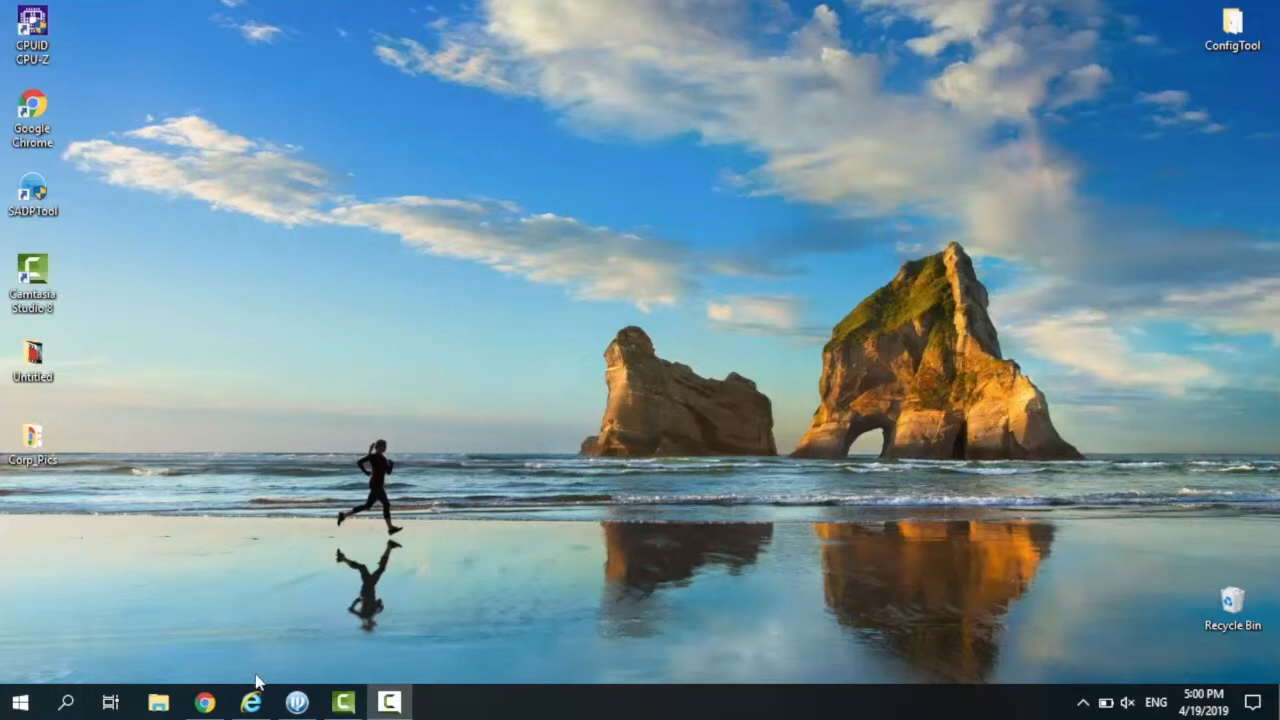 CPUID
CPU-Z
Google
Chrome
SADPTool
Camtasia
Studio 8
Untitled
Corp_Pics
ConfigTool
Recycle Bin
ENG
5:00 PM
4/19/2019